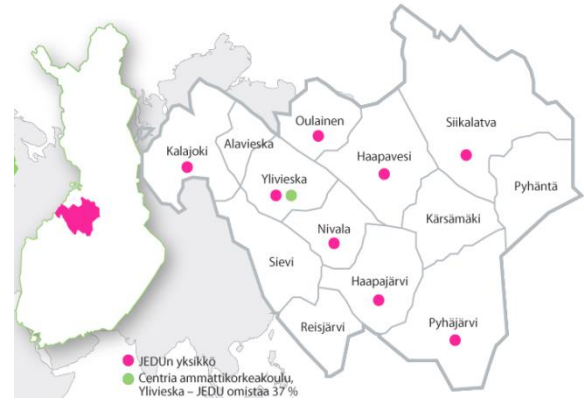 Oulainen
Siikalatva
Kalajoki
Alavieska
Haapavesi
Ylivieska
Pyhäntä
Kärsämäki
Nivala
Sievi
Haapajärvi
Reisjärvi
Pyhäjärvi
JEDUn yksikkö
Centria ammattikorkeakoulu,
Ylivieska – JEDU omistaa 37 %